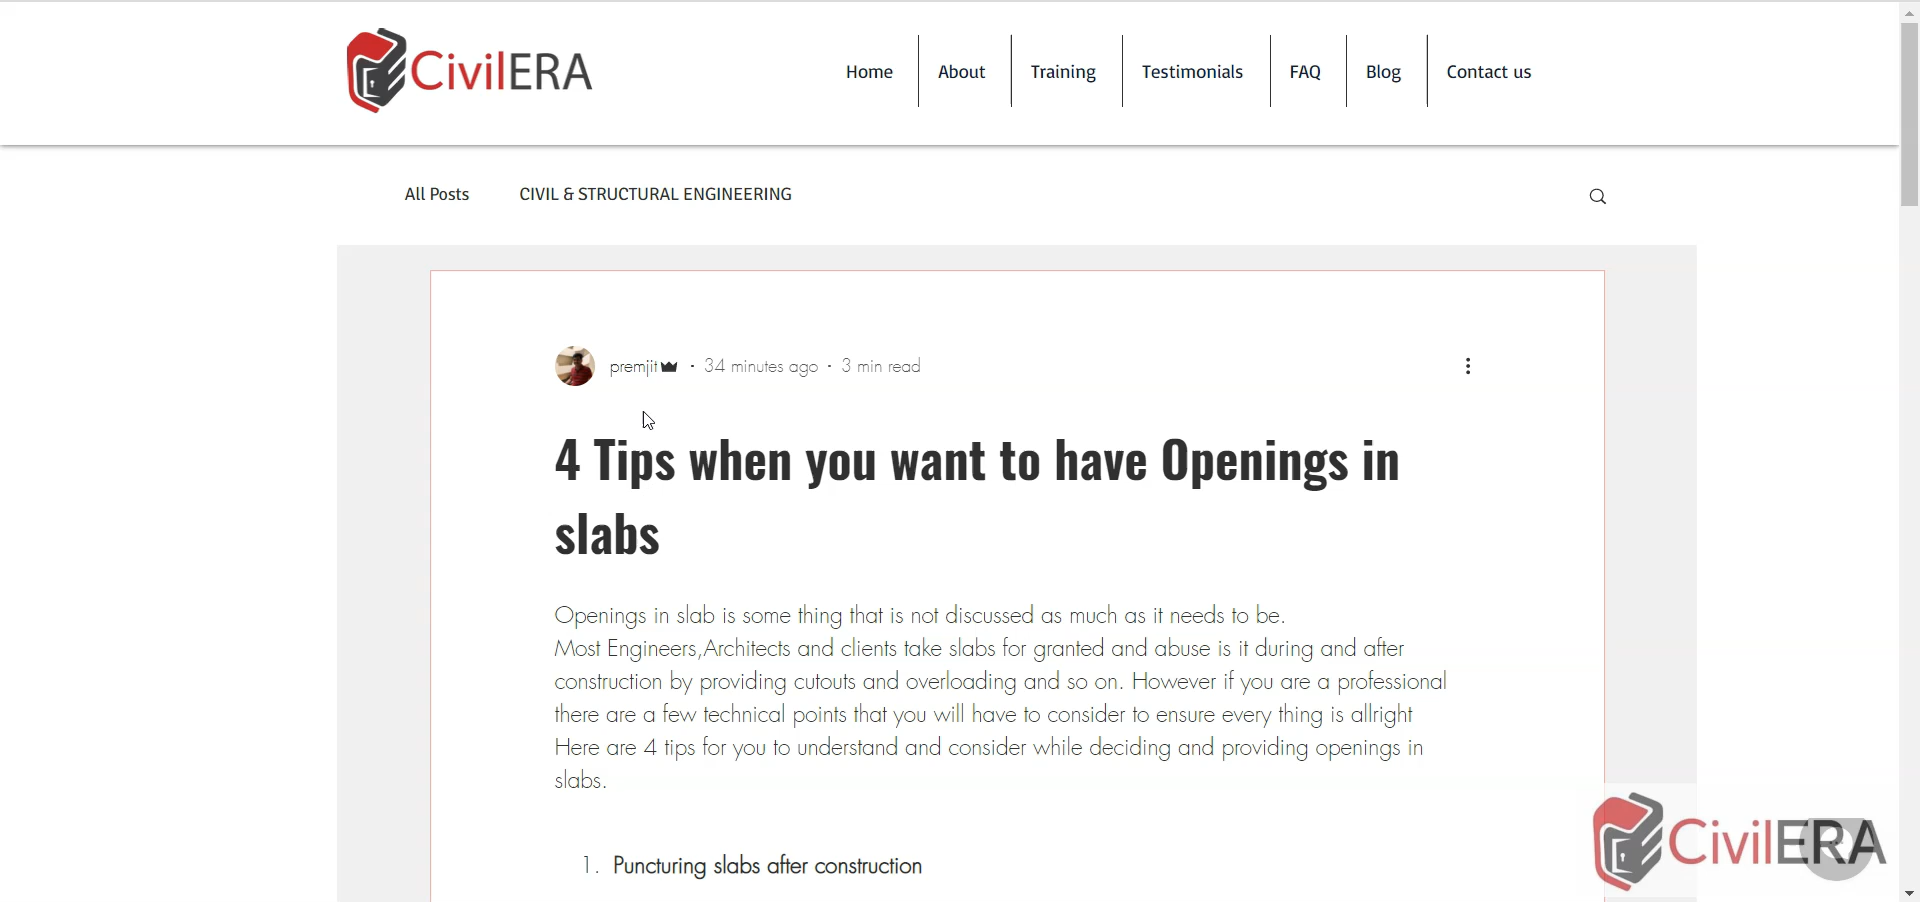 CivilERA
Home
About
Training
Testimonials
FAQ
Blog
Contact us
All Posts
CIVIL & STRUCTURAL ENGINEERING
premjit · 34 minutes ago · 3 min read
4 Tips when you want to have Openings in
slabs
Openings in slab is some thing that is not discussed as much as it needs to be.
Most Engineers,Architects and clients take slabs for granted and abuse is it during and after
construction by providing cutouts and overloading and so on. However if you are a professional
there are a few technical points that you will have to consider to ensure every thing is allright
Here are 4 tips for you to understand and consider while deciding and providing openings in
slabs.
1. Puncturing slabs after construction
CivilERA